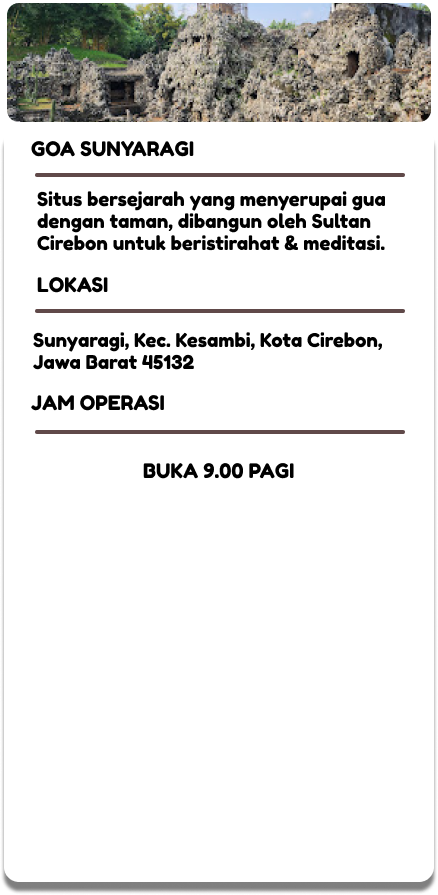 GOA SUNYARAGI
Situs bersejarah yang menyerupai gua
dengan taman, dibangun oleh Sultan
Cirebon untuk beristirahat & meditasi.
LOKASI
Sunyaragi, Kec. Kesambi, Kota Cirebon,
Jawa Barat 45132
JAM OPERASI
BUKA 9.00 PAGI